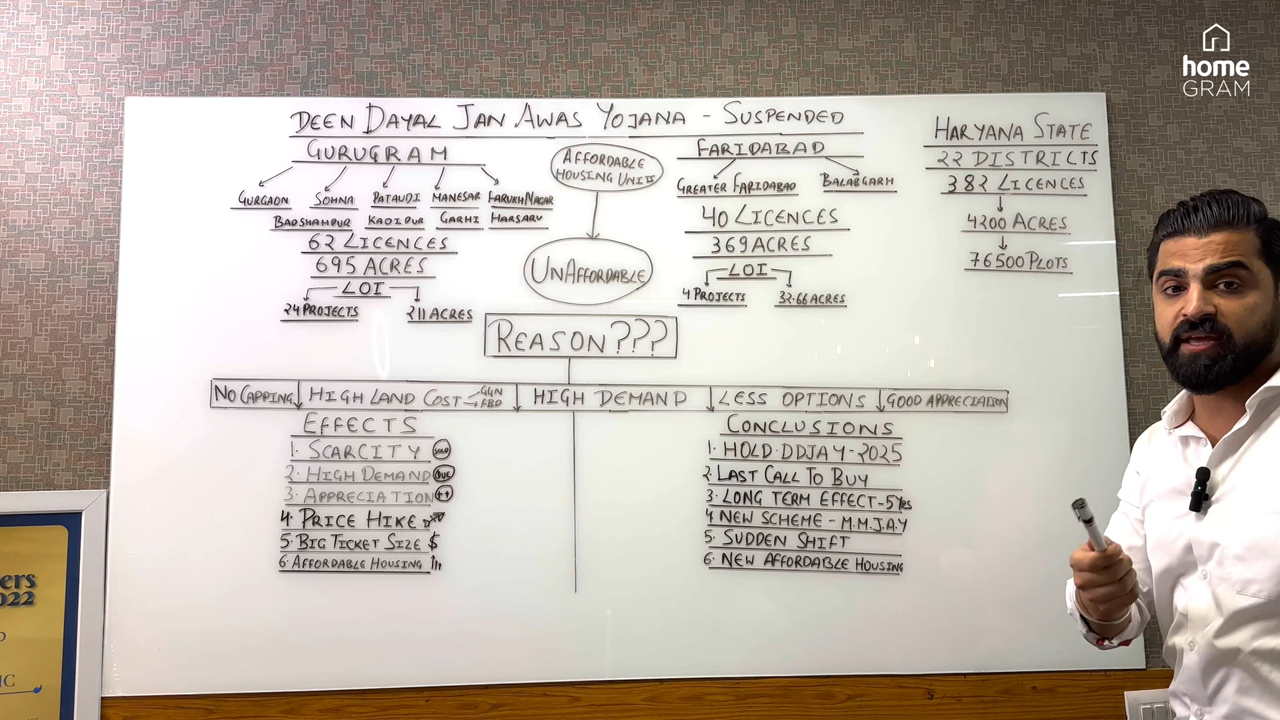 home
GRAM
DEEN DAYAL JAN AWAS YOJANA - SUSPENDED
GURUGRAM
GURGAON SOHNA PATAUDI MANESAR FARUKHNAGAR
BADSHAHPUR KADIPUR GARHI HARSARU
62 LICENCES
695 ACRES
LOI
24 PROJECTS 211 ACRES
AFFORDABLE
HOUSING UNITS
UNAFFORDABLE
FARIDABAD
GREATER FARIDABAD BALABGARH
40 LICENCES
369 ACRES
LOI
4 PROJECTS 32.66 ACRES
HARYANA STATE
22 DISTRICTS
382 LICENCES
4200 ACRES
76500 PLOTS
REASON???
NO CAPPING HIGH LAND COST GGN FBD HIGH DEMAND LESS OPTIONS GOOD APPRECIATION
EFFECTS
1. SCARCITY SOLD
2. HIGH DEMAND
3. APPRECIATION ++
4. PRICE HIKE
5. BIG TICKET SIZE $
6. AFFORDABLE HOUSING
CONCLUSIONS
1. HOLD DDJAY-2025
2. LAST CALL TO BUY
3. LONG TERM EFFECT-5Yrs
4 NEW SCHEME - M.M.J.A.Y
5. SUDDEN SHIFT
6. NEW AFFORDABLE HOUSING
ers
022
IC